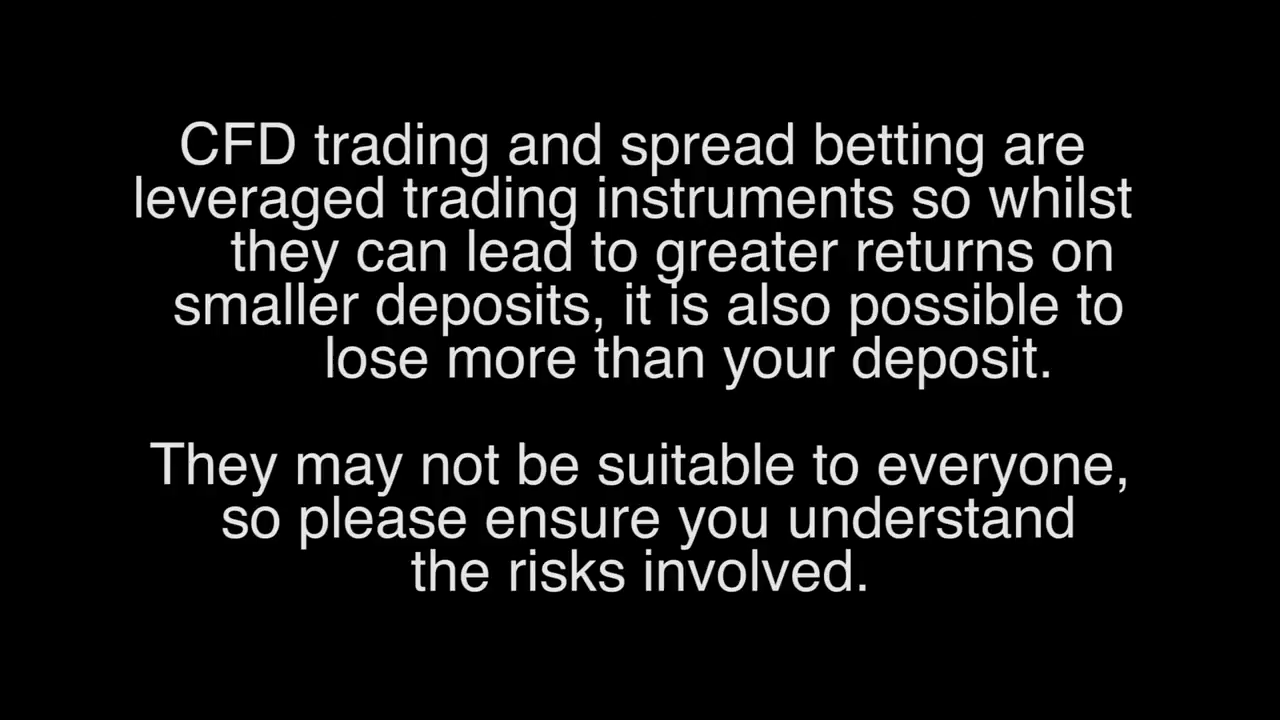 CFD trading and spread betting are
leveraged trading instruments so whilst
they can lead to greater returns on
smaller deposits, it is also possible to
lose more than your deposit.
They may not be suitable to everyone,
so please ensure you understand
the risks involved.